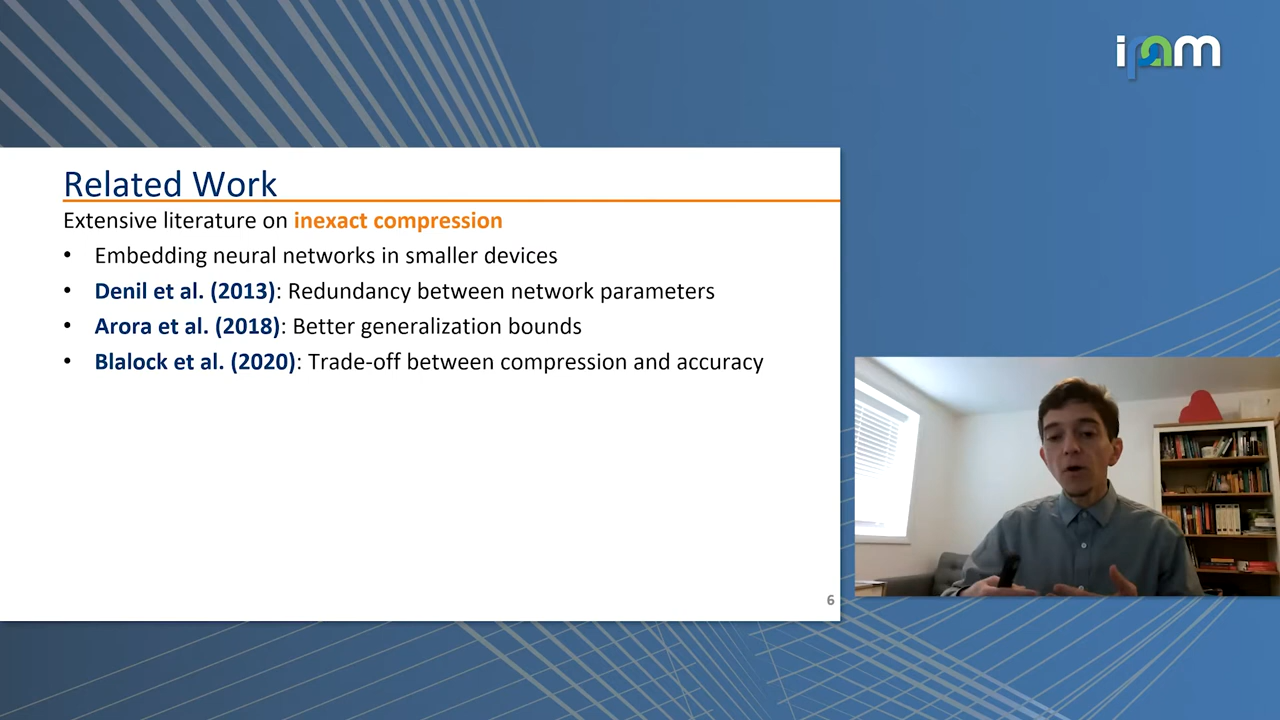 ipam
Related Work
Extensive literature on inexact compression
• Embedding neural networks in smaller devices
• Denil et al. (2013): Redundancy between network parameters
• Arora et al. (2018): Better generalization bounds
• Blalock et al. (2020): Trade-off between compression and accuracy
6